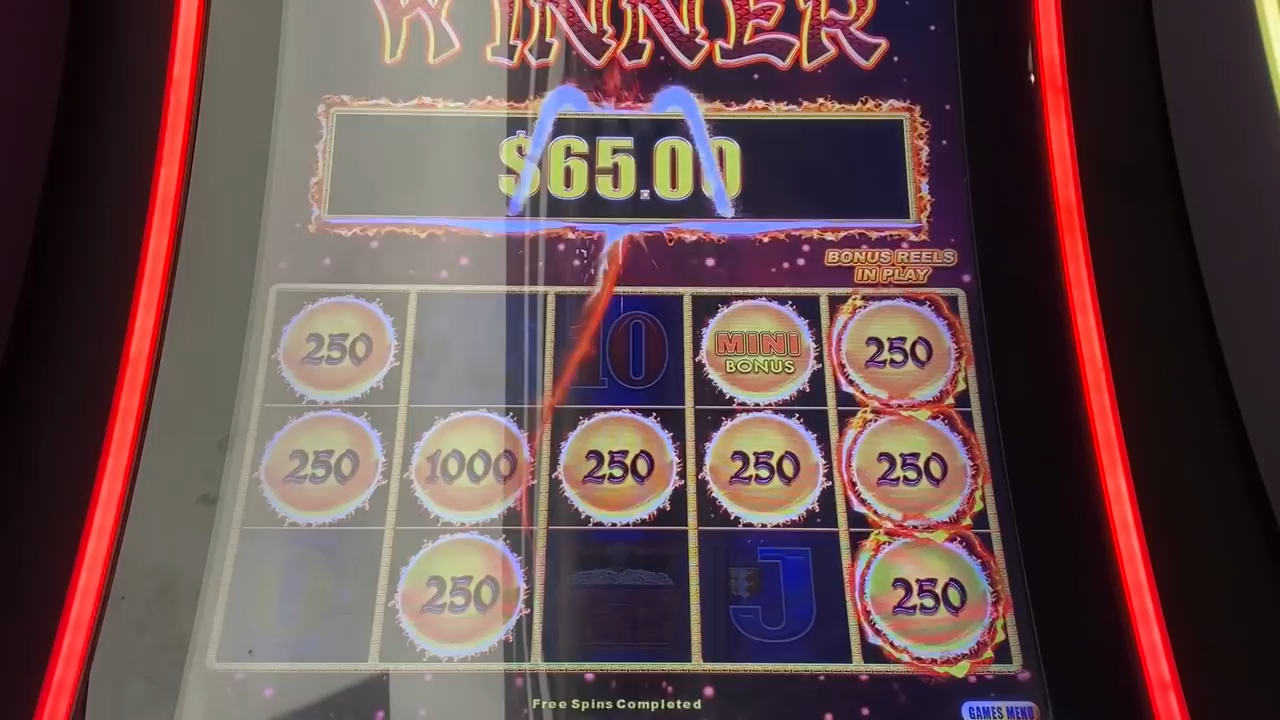 WINNER
$65.00
BONUS REELS
IN PLAY
250
10
MINI
BONUS
250
250
1000
250
250
250
250
J
250
Free Spins Completed
GAMES MENU